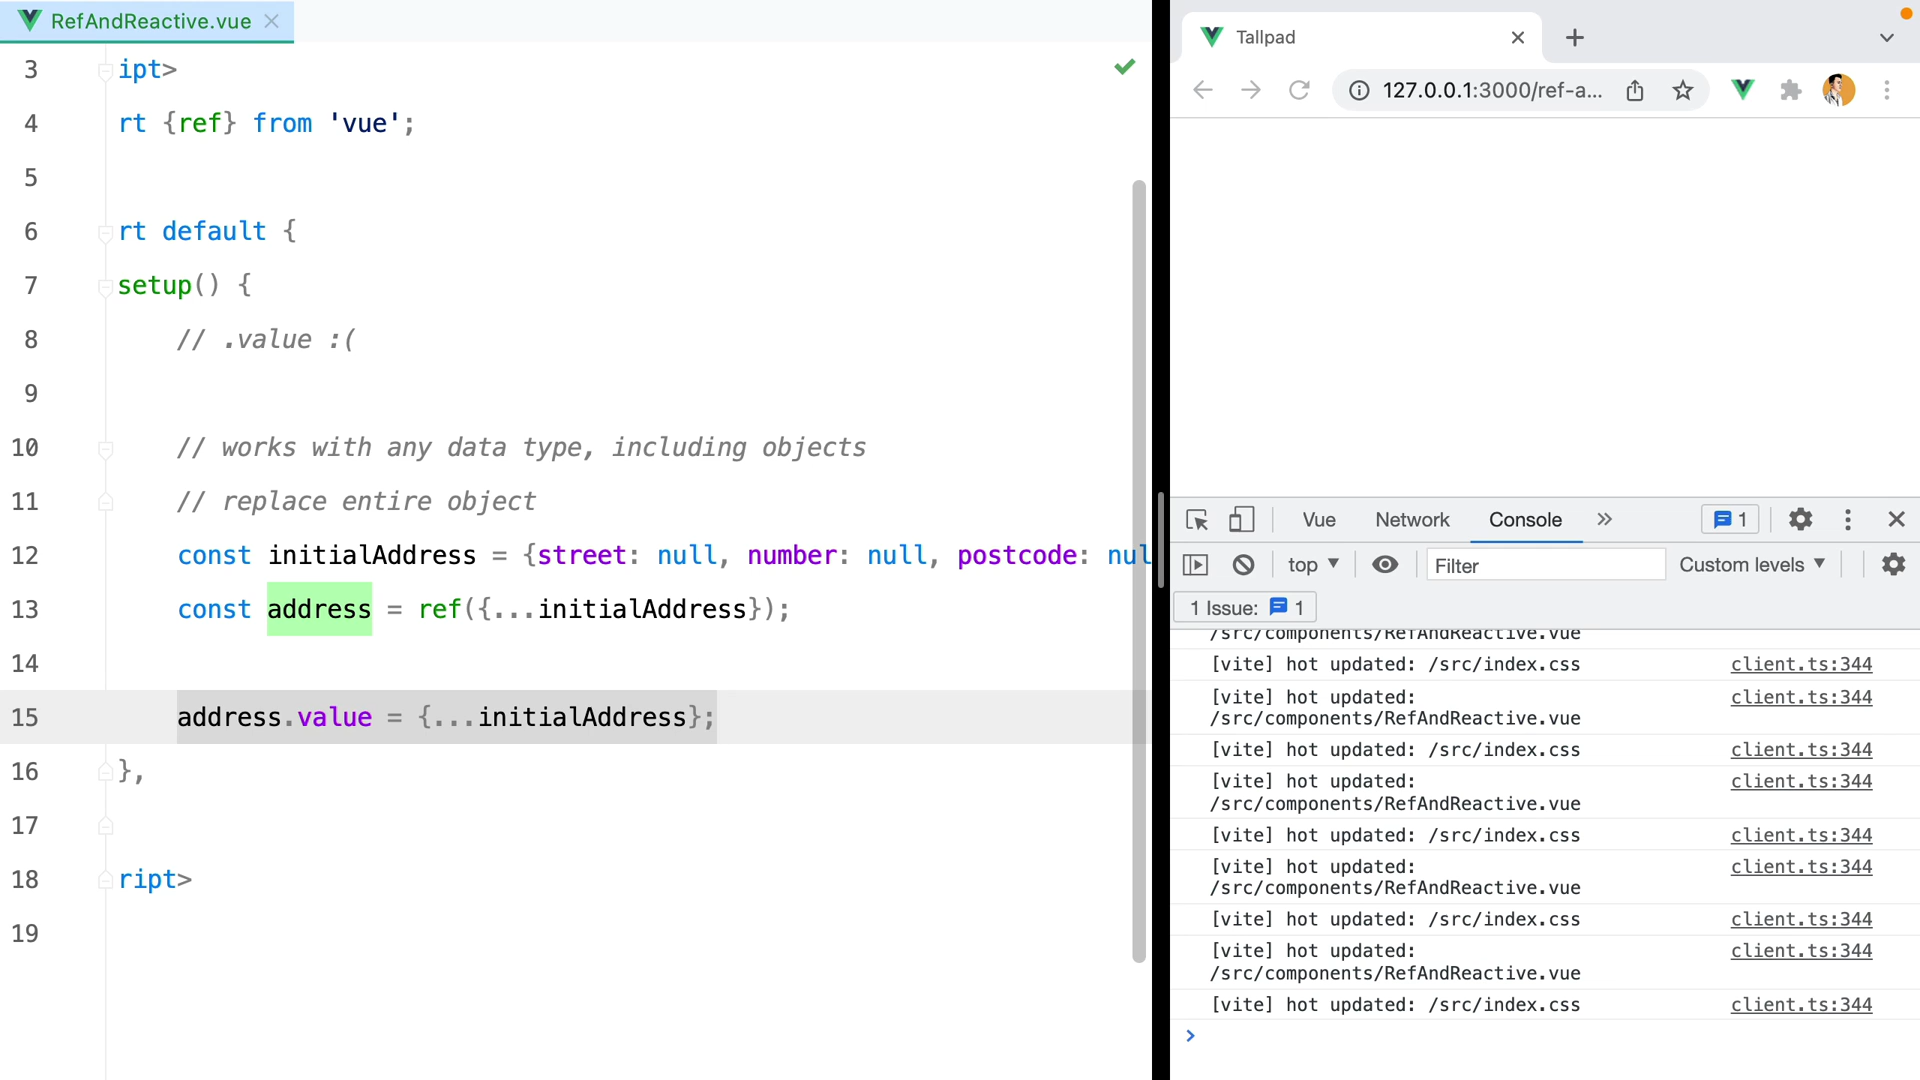 RefAndReactive.vue
3 ipt>
4 rt {ref} from 'vue';
5
6 rt default {
7 setup() {
8 // .value :(
9
10 // works with any data type, including objects
11 // replace entire object
12 const initialAddress = {street: null, number: null, postcode: nul
13 const address = ref({...initialAddress});
14
15 address.value = {...initialAddress};
16 },
17
18 ript>
19
Tallpad
127.0.0.1:3000/ref-a...
Vue Network Console 1
top Filter Custom levels
1 Issue: 1
/src/components/RefAndReactive.vue
[vite] hot updated: /src/index.css client.ts:344
[vite] hot updated: client.ts:344
/src/components/RefAndReactive.vue
[vite] hot updated: /src/index.css client.ts:344
[vite] hot updated: client.ts:344
/src/components/RefAndReactive.vue
[vite] hot updated: /src/index.css client.ts:344
[vite] hot updated: client.ts:344
/src/components/RefAndReactive.vue
[vite] hot updated: /src/index.css client.ts:344
[vite] hot updated: client.ts:344
/src/components/RefAndReactive.vue
[vite] hot updated: /src/index.css client.ts:344